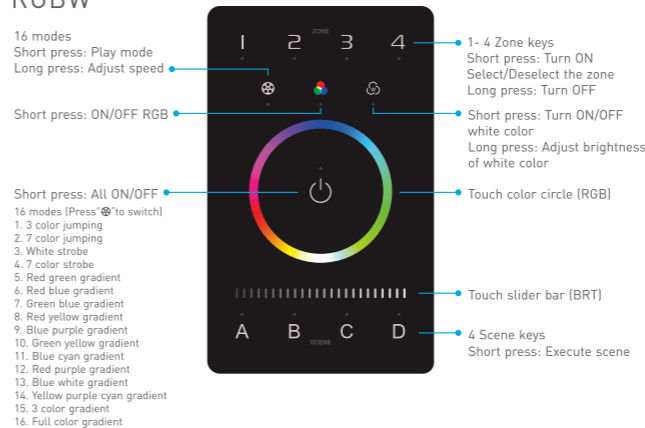 RGBW
16 modes
Short press: Play mode
Long press: Adjust speed
Short press: ON/OFF RGB
Short press: All ON/OFF
16 modes (Press"֍"to switch)
1. 3 color jumping
2. 7 color jumping
3. White strobe
4. 7 color strobe
5. Red green gradient
6. Red blue gradient
7. Green blue gradient
8. Red yellow gradient
9. Blue purple gradient
10. Green yellow gradient
11. Blue cyan gradient
12. Red purple gradient
13. Blue white gradient
14. Yellow purple cyan gradient
15. 3 color gradient
16. Full color gradient
ZONE
1 2 3 4
W
A B C D
SCENE
1- 4 Zone keys
Short press: Turn ON
Select/Deselect the zone
Long press: Turn OFF
Short press: Turn ON/OFF
white color
Long press: Adjust brightness
of white color
Touch color circle (RGB)
Touch slider bar (BRT)
4 Scene keys
Short press: Execute scene